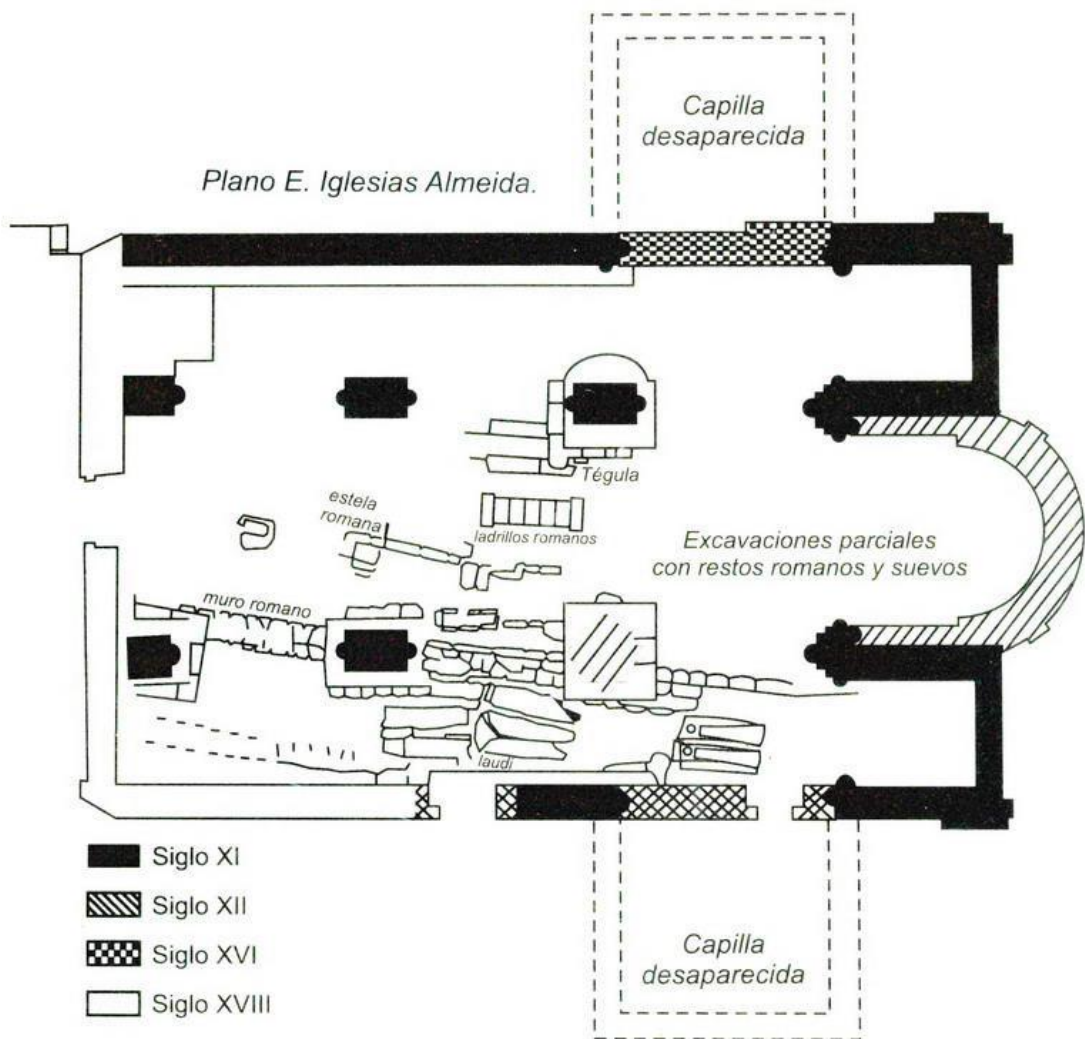 Capilla
desaparecida
Plano E. Iglesias Almeida.
Tégula
estela
romana
ladrillos romanos
Excavaciones parciales
con restos romanos y suevos
muro romano
laudi
Siglo XI
Siglo XII
Siglo XVI
Siglo XVIII
Capilla
desaparecida